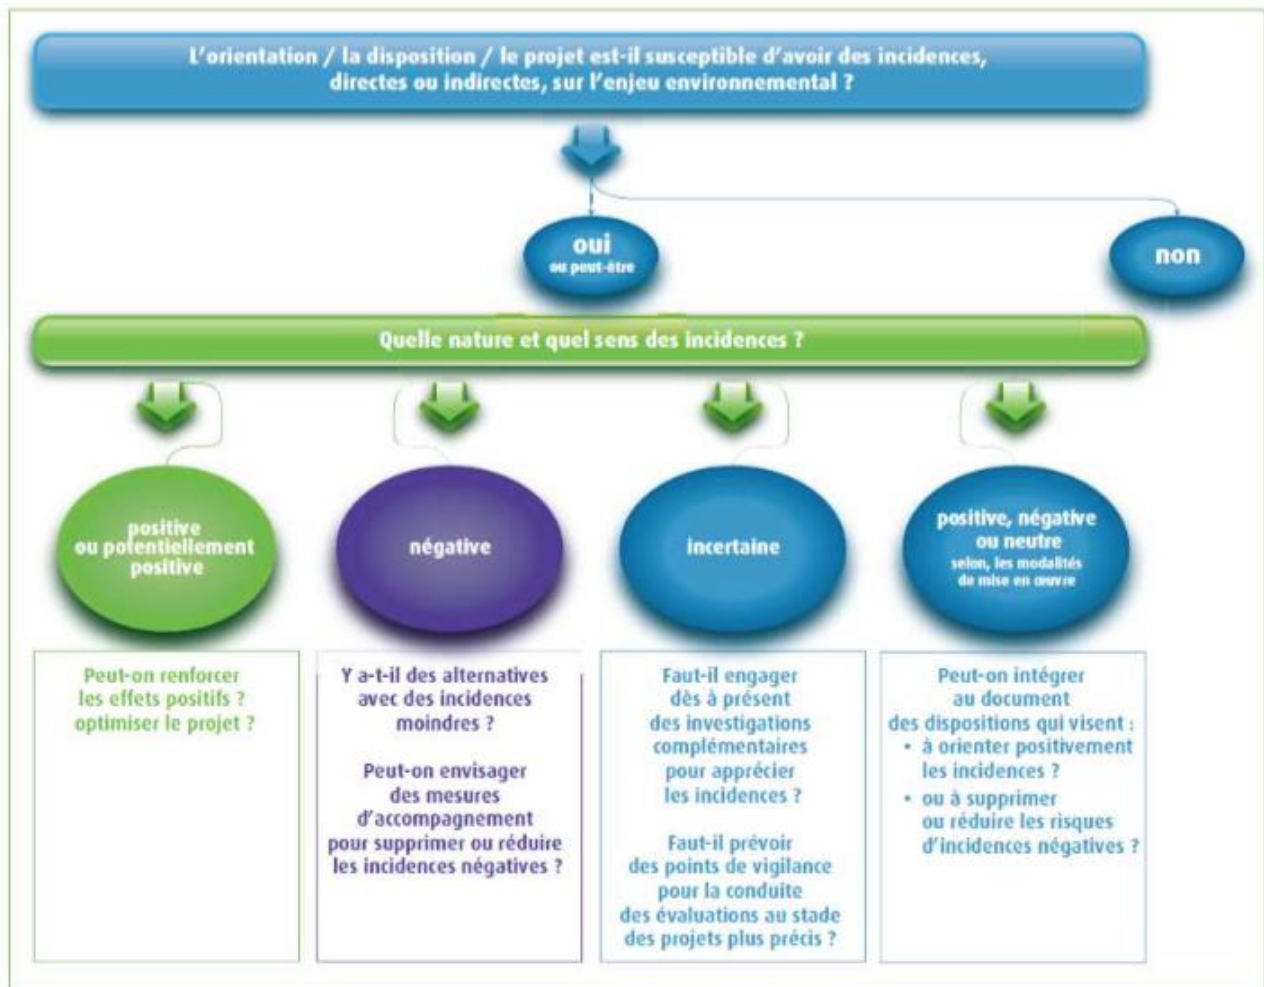 L'orientation / la disposition / le projet est-il susceptible d'avoir des incidences,
directes ou indirectes, sur l'enjeu environnemental ?
oui
ou peut-être
non
Quelle nature et quel sens des incidences ?
positive
ou potentiellement
positive
négative
incertaine
positive, négative
ou neutre
selon, les modalités
de mise en œuvre
Peut-on renforcer
les effets positifs ?
optimiser le projet ?
Y a-t-il des alternatives
avec des incidences
moindres ?
Peut-on envisager
des mesures
d'accompagnement
pour supprimer ou réduire
les incidences négatives ?
Faut-il engager
dès à présent
des investigations
complémentaires
pour apprécier
les incidences ?
Faut-il prévoir
des points de vigilance
pour la conduite
des évaluations au stade
des projets plus précis ?
Peut-on intégrer
au document
des dispositions qui visent :
• à orienter positivement
les incidences ?
• ou à supprimer
ou réduire les risques
d'incidences négatives ?